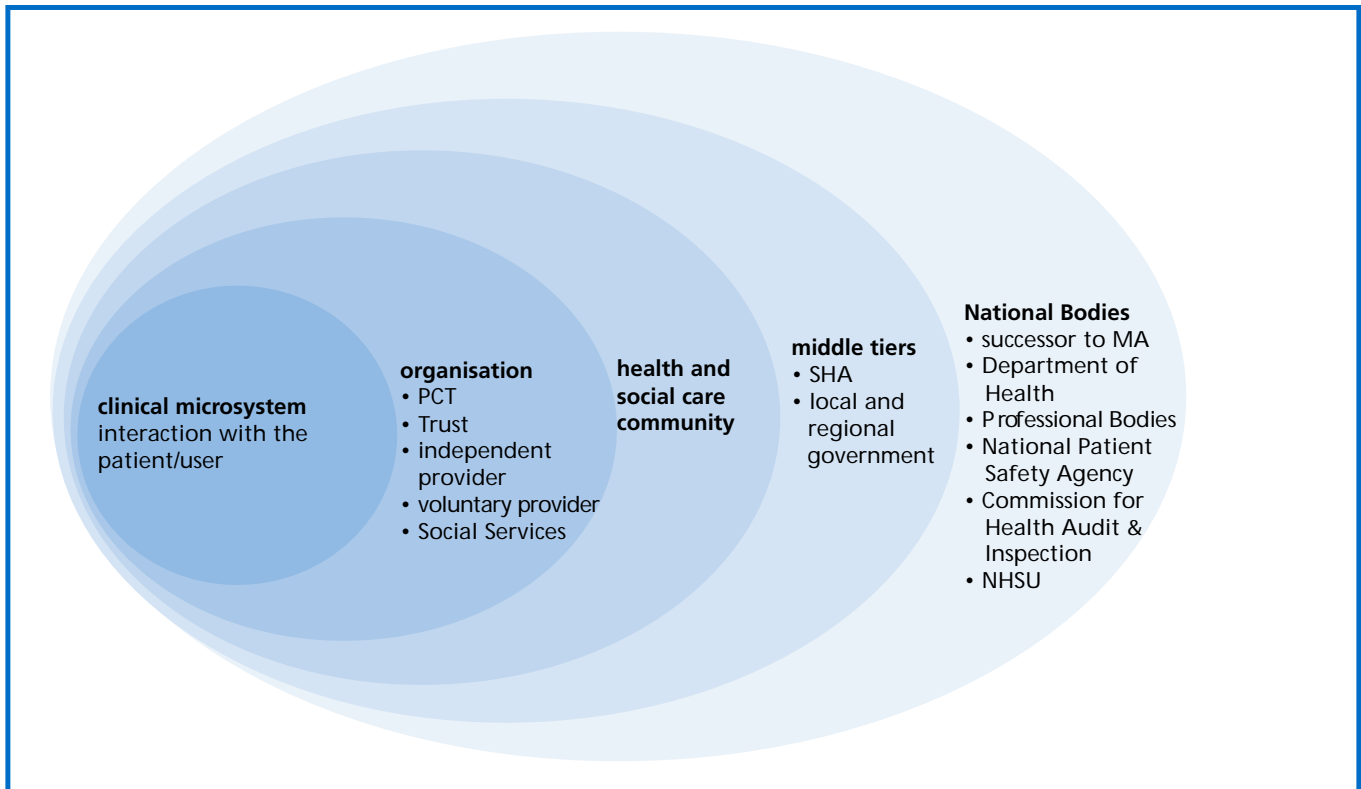 clinical microsystem
interaction with the
patient/user
organisation
• PCT
• Trust
• independent
provider
• voluntary provider
• Social Services
health and
social care
community
middle tiers
• SHA
• local and
regional
government
National Bodies
• successor to MA
• Department of
Health
• Professional Bodies
• National Patient
Safety Agency
• Commission for
Health Audit &
Inspection
• NHSU